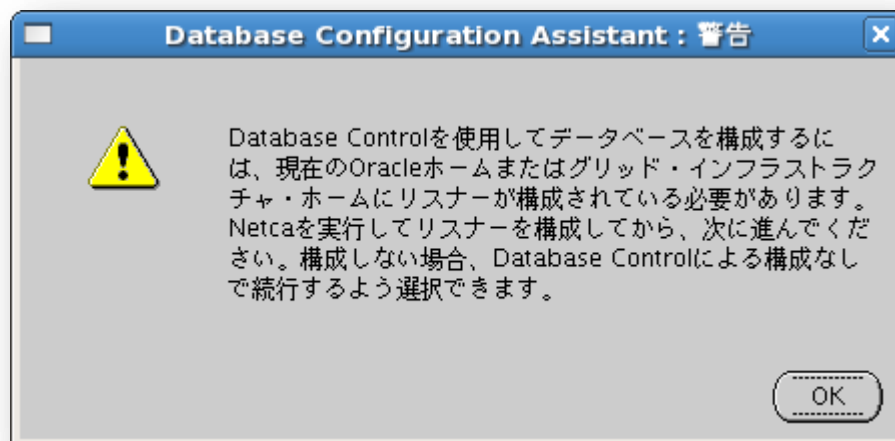 Database Configuration Assistant : 警告
Database Controlを使用してデータベースを構成するに
は、現在のOracleホームまたはグリッド・インフラストラク
チャ・ホームにリスナーが構成されている必要があります。
Netcaを実行してリスナーを構成してから、次に進んでくだ
さい。構成しない場合、Database Controlによる構成なし
で続行するよう選択できます。
OK